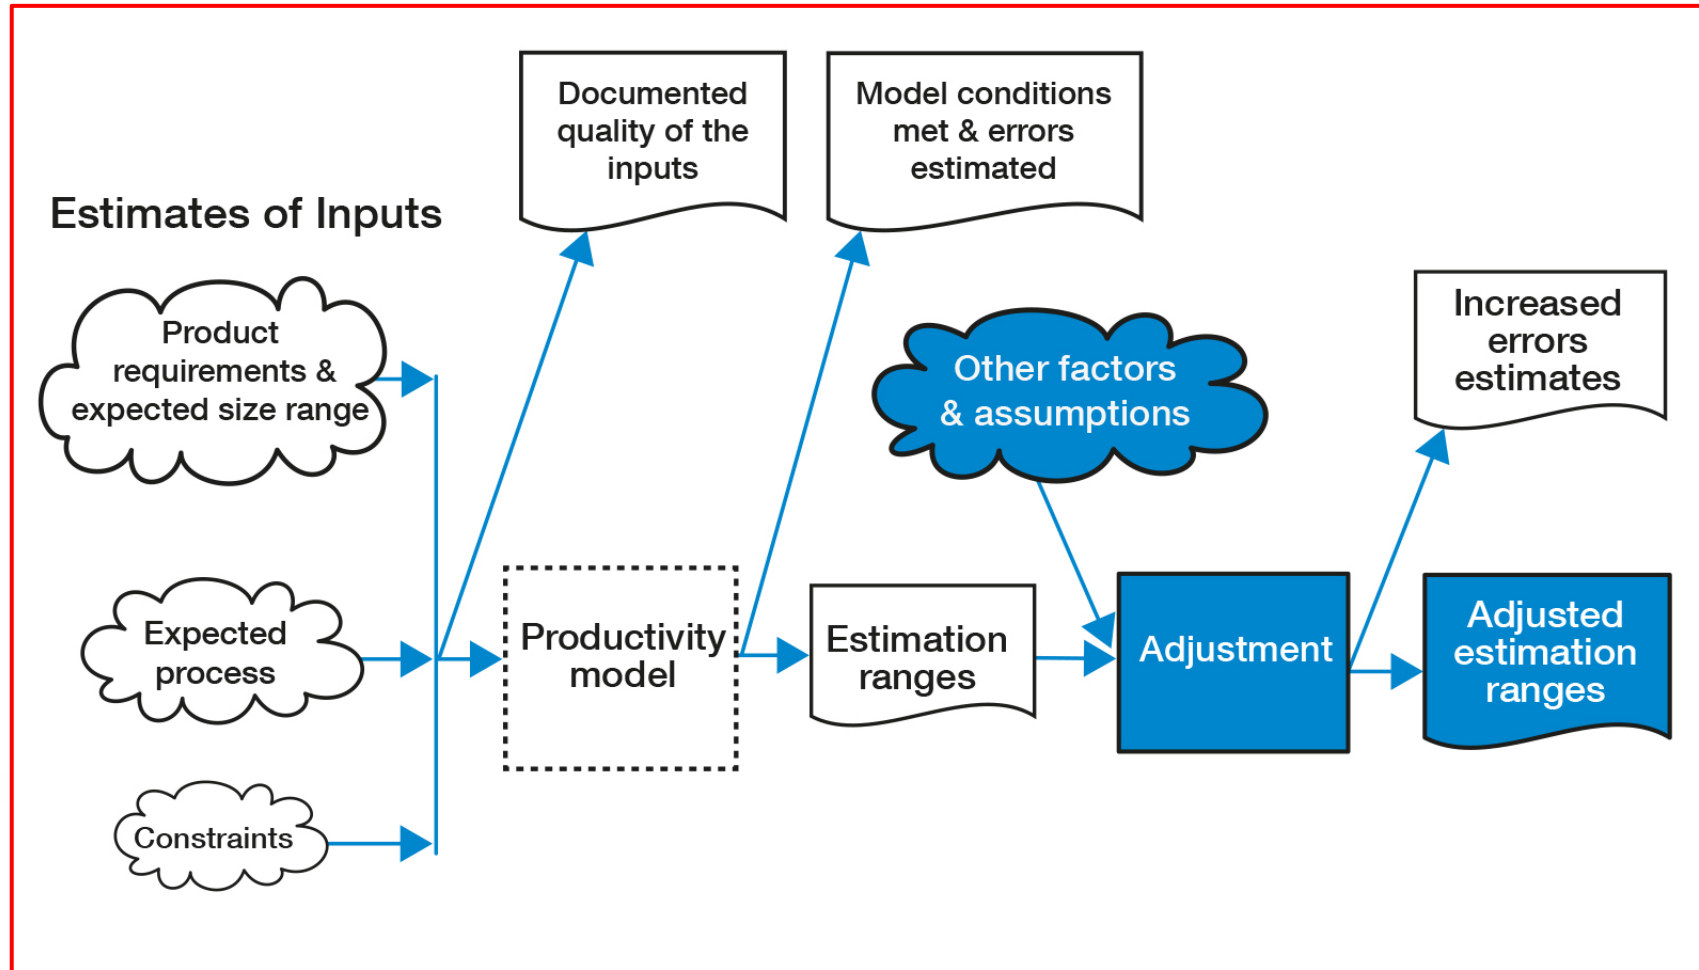 Documented
quality of the
inputs
Model conditions
met & errors
estimated
Estimates of Inputs
Product
requirements &
expected size range
Other factors
& assumptions
Increased
errors
estimates
Expected
process
Productivity
model
Estimation
ranges
Adjustment
Adjusted
estimation
ranges
Constraints